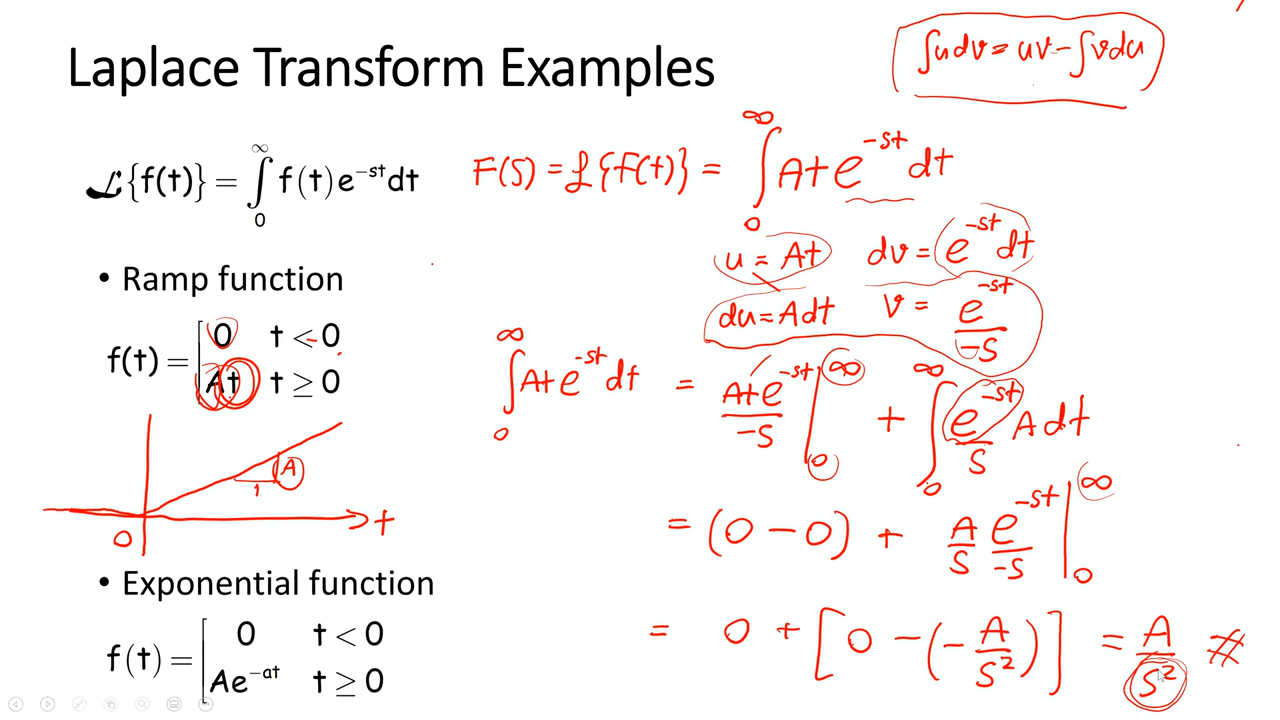 ∫udv = uv - ∫vdu
Laplace Transform Examples
ℒ{f(t)} = ∫₀^∞ f(t)e^{-st}dt
F(s) = ℒ{F(t)} = ∫₀^∞ At e^{-st} dt
u = At dv = e^{-st} dt
du = Adt v = e^{-st}/-s
• Ramp function
f(t) = [ 0 t < 0
At t ≥ 0
∫₀^∞ At e^{-st} dt = At e^{-st}/-s |₀^∞ + ∫₀^∞ e^{-st}/s A dt
A
1
0
t
= (0 - 0) + A/s e^{-st}/-s |₀^∞
• Exponential function
f(t) = [ 0 t < 0
Ae^{-at} t ≥ 0
= 0 + [0 - (-A/s²)] = A/s² #